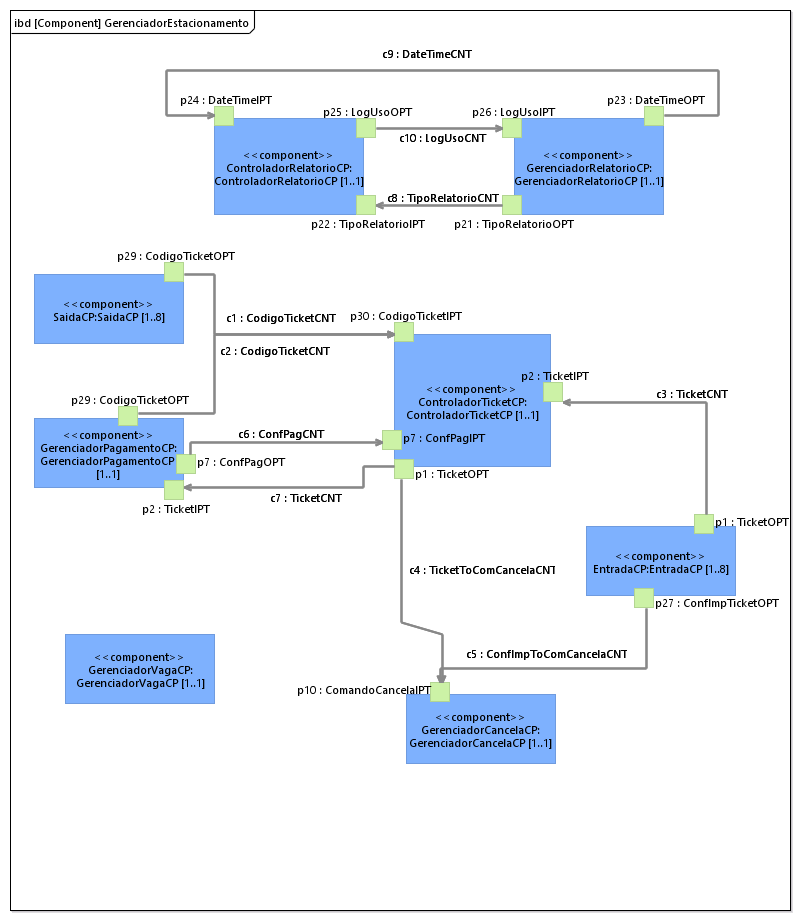 ibd [Component] GerenciadorEstacionamento
c9 : DateTimeCNT
p24 : DateTimeIPT
p23 : DateTimeOPT
p25 : LogUsoOPT
p26 : LogUsoIPT
c10 : LogUsoCNT
<<component>>
ControladorRelatorioCP:
ControladorRelatorioCP [1..1]
<<component>>
GerenciadorRelatorioCP:
GerenciadorRelatorioCP [1..1]
c8 : TipoRelatorioCNT
p22 : TipoRelatorioIPT
p21 : TipoRelatorioOPT
p29 : CodigoTicketOPT
<<component>>
SaidaCP:SaidaCP [1..8]
c1 : CodigoTicketCNT
p30 : CodigoTicketIPT
c2 : CodigoTicketCNT
p2 : TicketIPT
<<component>>
ControladorTicketCP:
ControladorTicketCP [1..1]
c3 : TicketCNT
p29 : CodigoTicketOPT
<<component>>
GerenciadorPagamentoCP:
GerenciadorPagamentoCP
[1..1]
c6 : ConfPagCNT
p7 : ConfPagIPT
p7 : ConfPagOPT
p1 : TicketOPT
c7 : TicketCNT
p2 : TicketIPT
p1 : TicketOPT
<<component>>
EntradaCP:EntradaCP [1..8]
c4 : TicketToComCancelaCNT
p27 : ConfImpTicketOPT
c5 : ConfImpToComCancelaCNT
<<component>>
GerenciadorVagaCP:
GerenciadorVagaCP [1..1]
p10 : ComandoCancelaIPT
<<component>>
GerenciadorCancelaCP:
GerenciadorCancelaCP [1..1]